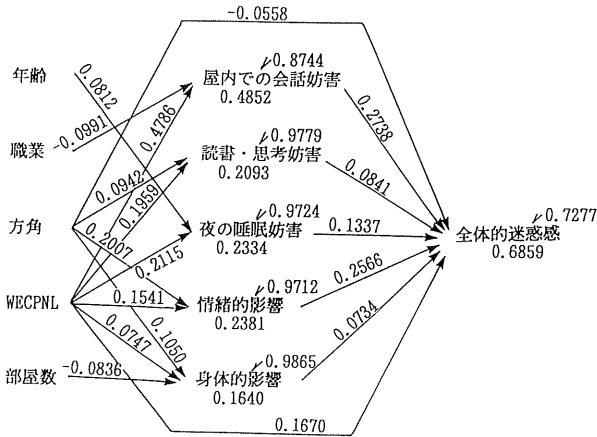 -0.0558
年齢
0.0812
0.8744
屋内での会話妨害
0.4852
職業
-0.0991
0.4786
0.2738
0.9779
読書・思考妨害
0.2093
0.0942
0.1959
0.0841
方角
0.2007
0.9724
夜の睡眠妨害
0.2334
0.2115
0.1337
0.7277
全体的迷惑感
0.6859
WECPNL
0.1541
0.9712
情緒的影響
0.2381
0.2566
0.0747
0.1050
0.0734
部屋数
-0.0836
0.9865
身体的影響
0.1640
0.1670